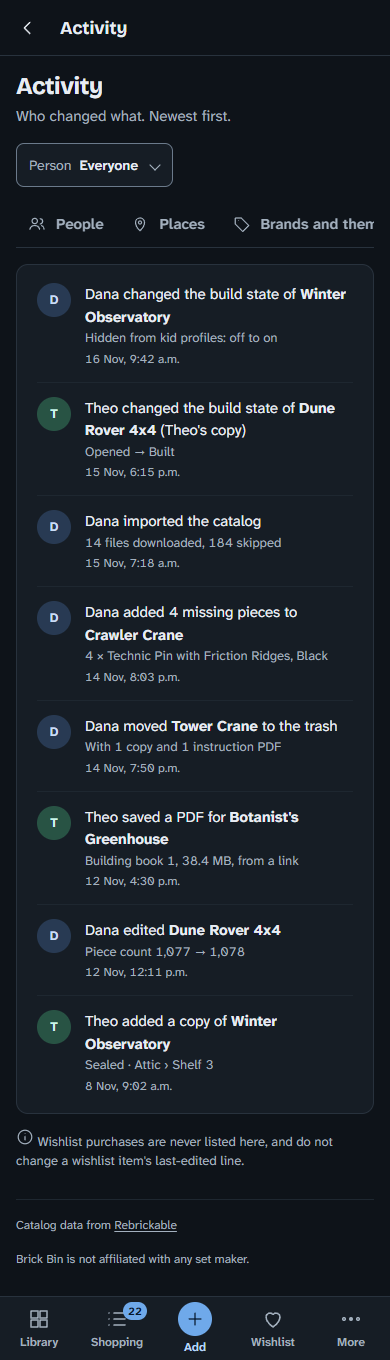 Activity
Activity
Who changed what. Newest first.
Person Everyone
People Places Brands and them
D
Dana changed the build state of Winter
Observatory
Hidden from kid profiles: off to on
16 Nov, 9:42 a.m.
T
Theo changed the build state of Dune
Rover 4x4 (Theo's copy)
Opened → Built
15 Nov, 6:15 p.m.
D
Dana imported the catalog
14 files downloaded, 184 skipped
15 Nov, 7:18 a.m.
D
Dana added 4 missing pieces to
Crawler Crane
4 × Technic Pin with Friction Ridges, Black
14 Nov, 8:03 p.m.
D
Dana moved Tower Crane to the trash
With 1 copy and 1 instruction PDF
14 Nov, 7:50 p.m.
T
Theo saved a PDF for Botanist's
Greenhouse
Building book 1, 38.4 MB, from a link
12 Nov, 4:30 p.m.
D
Dana edited Dune Rover 4x4
Piece count 1,077 → 1,078
12 Nov, 12:11 p.m.
T
Theo added a copy of Winter
Observatory
Sealed · Attic › Shelf 3
8 Nov, 9:02 a.m.
Wishlist purchases are never listed here, and do not
change a wishlist item's last-edited line.
Catalog data from Rebrickable
Brick Bin is not affiliated with any set maker.
22
Library Shopping Add Wishlist More